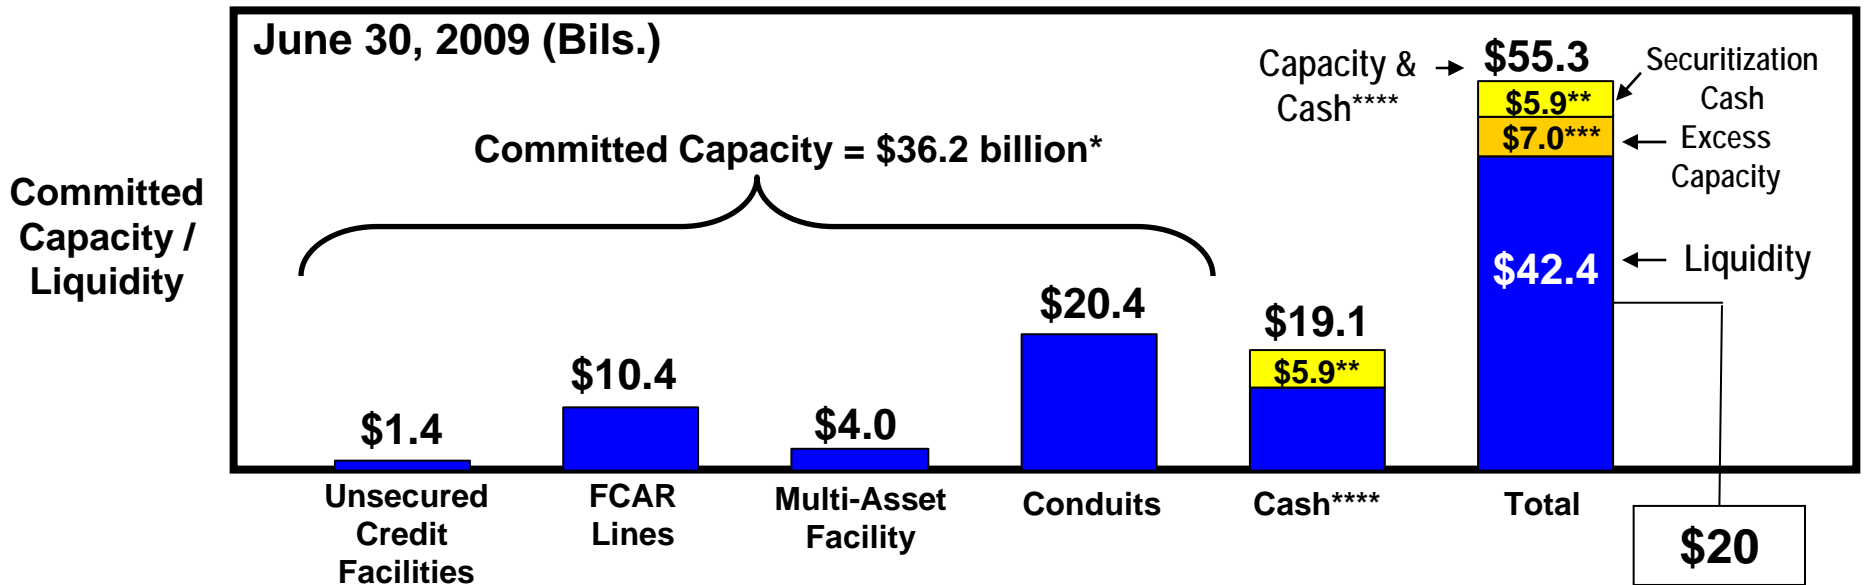 June 30, 2009 (Bils.)
Capacity &
Cash****
$55.3
Securitization
Cash
$5.9**
$7.0***
Excess
Capacity
Committed Capacity = $36.2 billion*
Committed
Capacity /
Liquidity
$42.4
Liquidity
$1.4
$10.4
$4.0
$20.4
$19.1
$5.9**
Unsecured
Credit
Facilities
FCAR
Lines
Multi-Asset
Facility
Conduits
Cash****
Total
$20